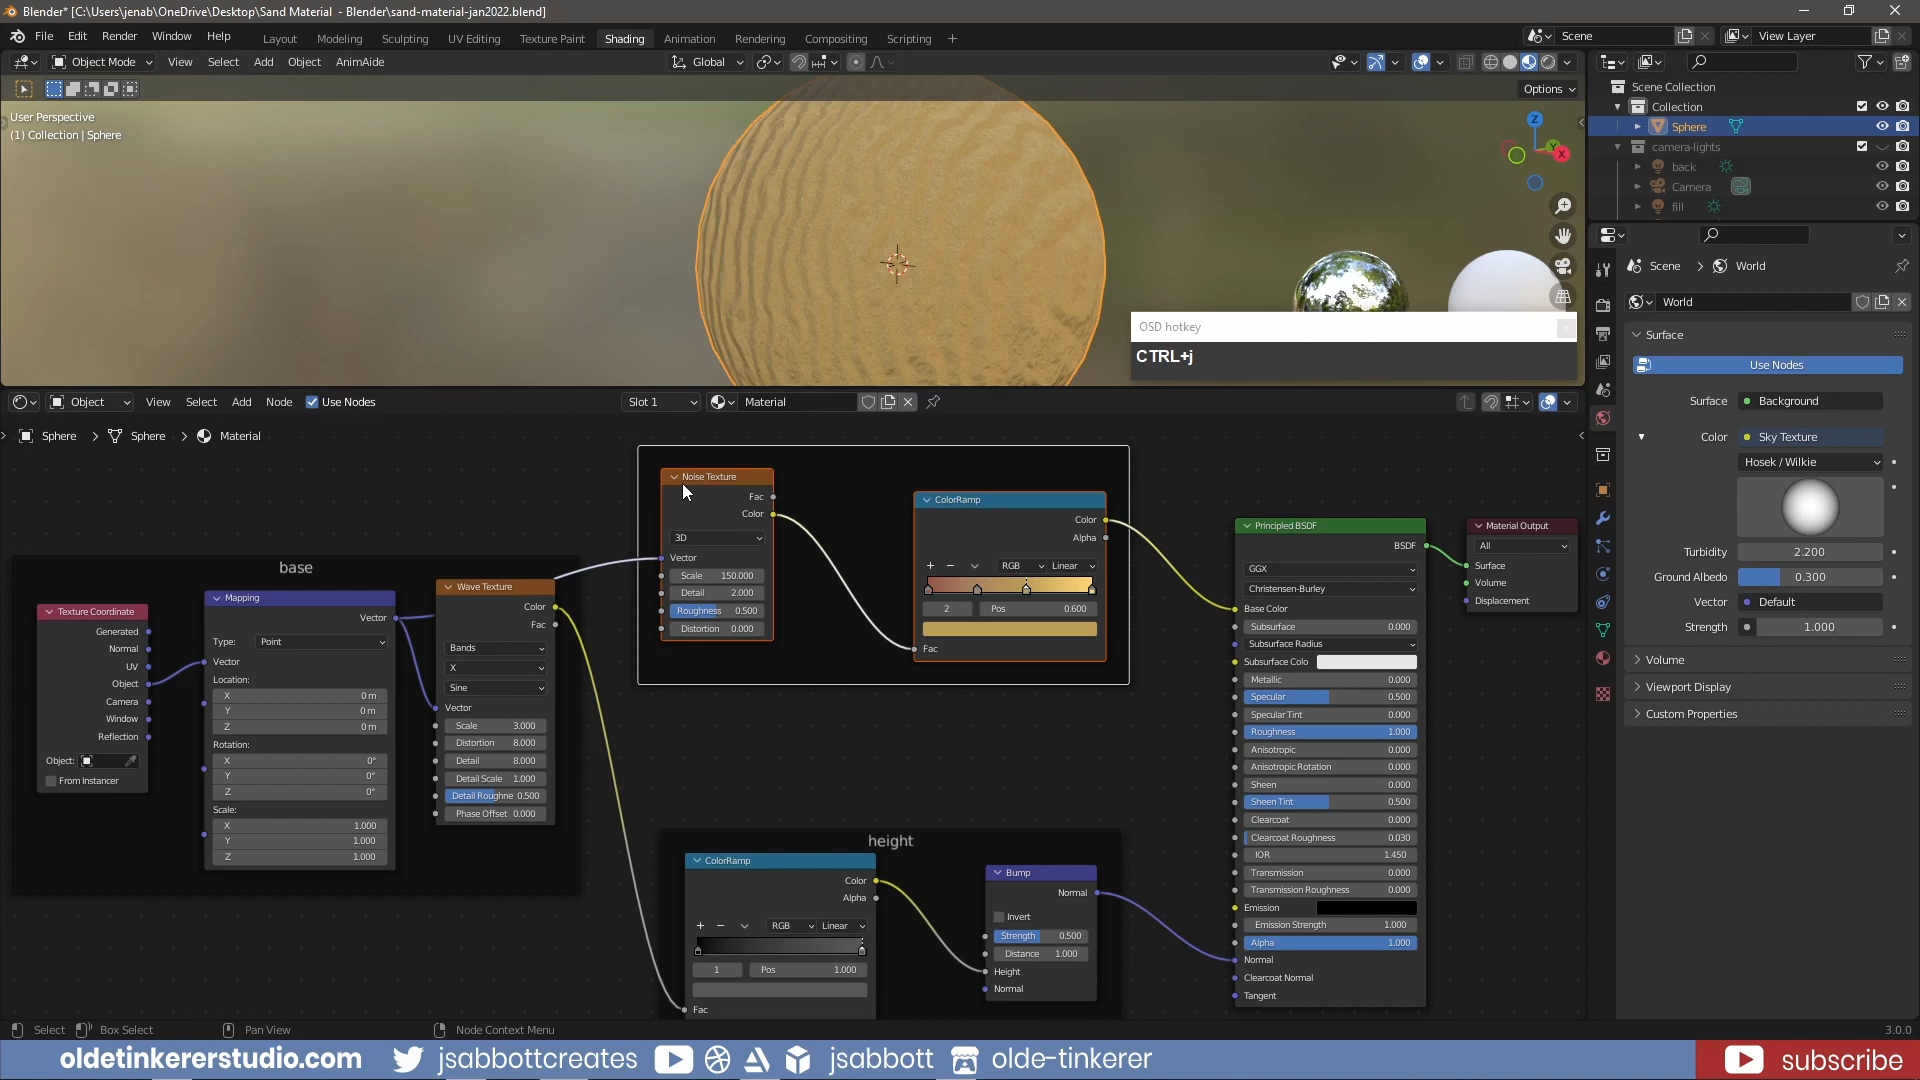 Blender* [C:\Users\jenab\OneDrive\Desktop\Sand Material - Blender\sand-material-jan2022.blend]
File Edit Render Window Help Layout Modeling Sculpting UV Editing Texture Paint Shading Animation Rendering Compositing Scripting + Scene View Layer
Object Mode View Select Add Object AnimAide Global
Options
User Perspective
(1) Collection | Sphere
Z
Y
X
OSD hotkey
CTRL+j
Scene Collection
Collection
Sphere
camera-lights
back
Camera
fill
Scene > World
World
Surface
Use Nodes
Surface Background
Color Sky Texture
Hosek / Wilkie
Turbidity 2.200
Ground Albedo 0.300
Vector Default
Strength 1.000
Volume
Viewport Display
Custom Properties
Object View Select Add Node Use Nodes Slot 1 Material
Sphere > Sphere > Material
base
Texture Coordinate
Generated
Normal
UV
Object
Camera
Window
Reflection
Object:
From Instancer
Mapping
Vector
Type: Point
Vector
Location:
X 0 m
Y 0 m
Z 0 m
Rotation:
X 0°
Y 0°
Z 0°
Scale:
X 1.000
Y 1.000
Z 1.000
Wave Texture
Color
Fac
Bands
X
Sine
Vector
Scale 3.000
Distortion 8.000
Detail 8.000
Detail Scale 1.000
Detail Roughne 0.500
Phase Offset 0.000
Noise Texture
Fac
Color
3D
Vector
Scale 150.000
Detail 2.000
Roughness 0.500
Distortion 0.000
ColorRamp
Color
Alpha
+ − RGB Linear
2 Pos 0.600
Fac
height
ColorRamp
Color
Alpha
+ − RGB Linear
1 Pos 1.000
Fac
Bump
Normal
Invert
Strength 0.500
Distance 1.000
Height
Normal
Principled BSDF
BSDF
GGX
Christensen-Burley
Base Color
Subsurface 0.000
Subsurface Radius
Subsurface Colo
Metallic 0.000
Specular 0.500
Specular Tint 0.000
Roughness 1.000
Anisotropic 0.000
Anisotropic Rotation 0.000
Sheen 0.000
Sheen Tint 0.500
Clearcoat 0.000
Clearcoat Roughness 0.030
IOR 1.450
Transmission 0.000
Transmission Roughness 0.000
Emission
Emission Strength 1.000
Alpha 1.000
Normal
Clearcoat Normal
Tangent
Material Output
All
Surface
Volume
Displacement
Select Box Select Pan View Node Context Menu 3.0.0
oldetinkererstudio.com jsabbottcreates jsabbott olde-tinkerer subscribe